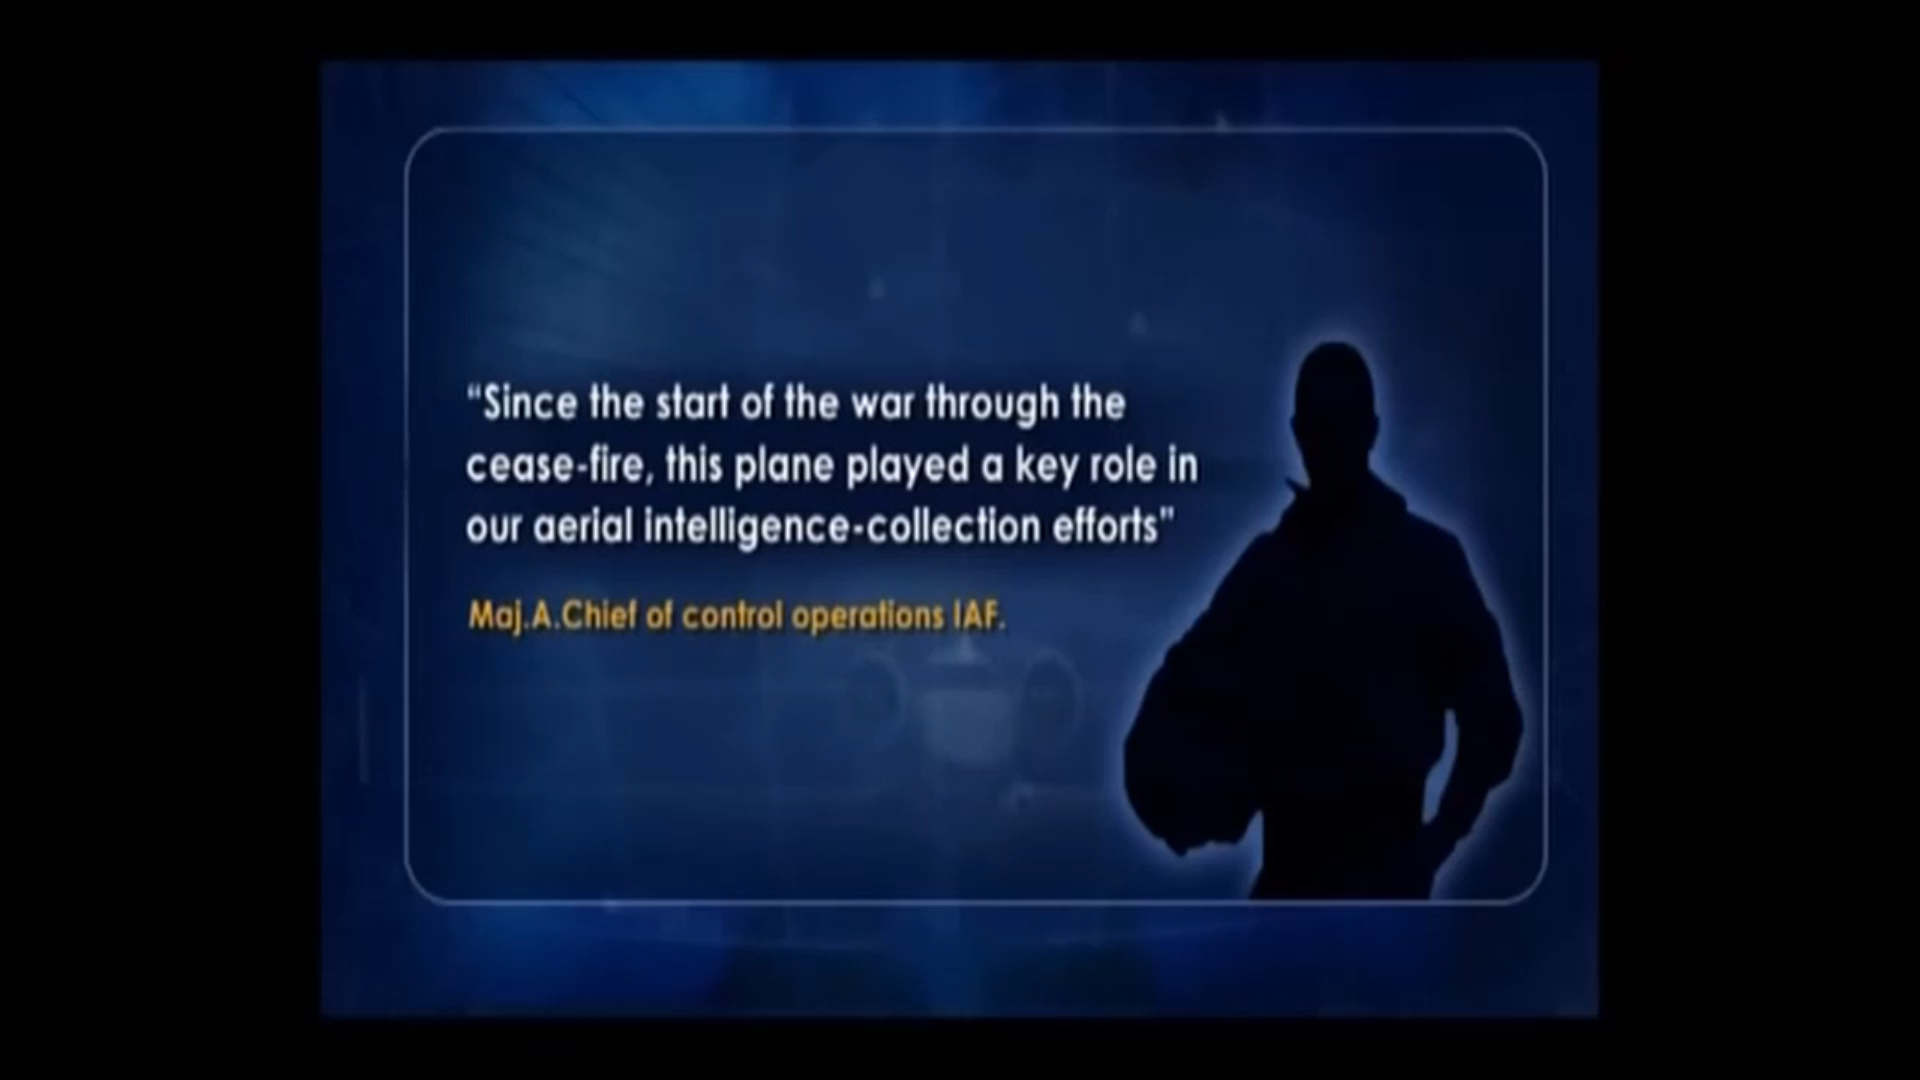 “Since the start of the war through the
cease-fire, this plane played a key role in
our aerial intelligence-collection efforts”
Maj.A.Chief of control operations IAF.